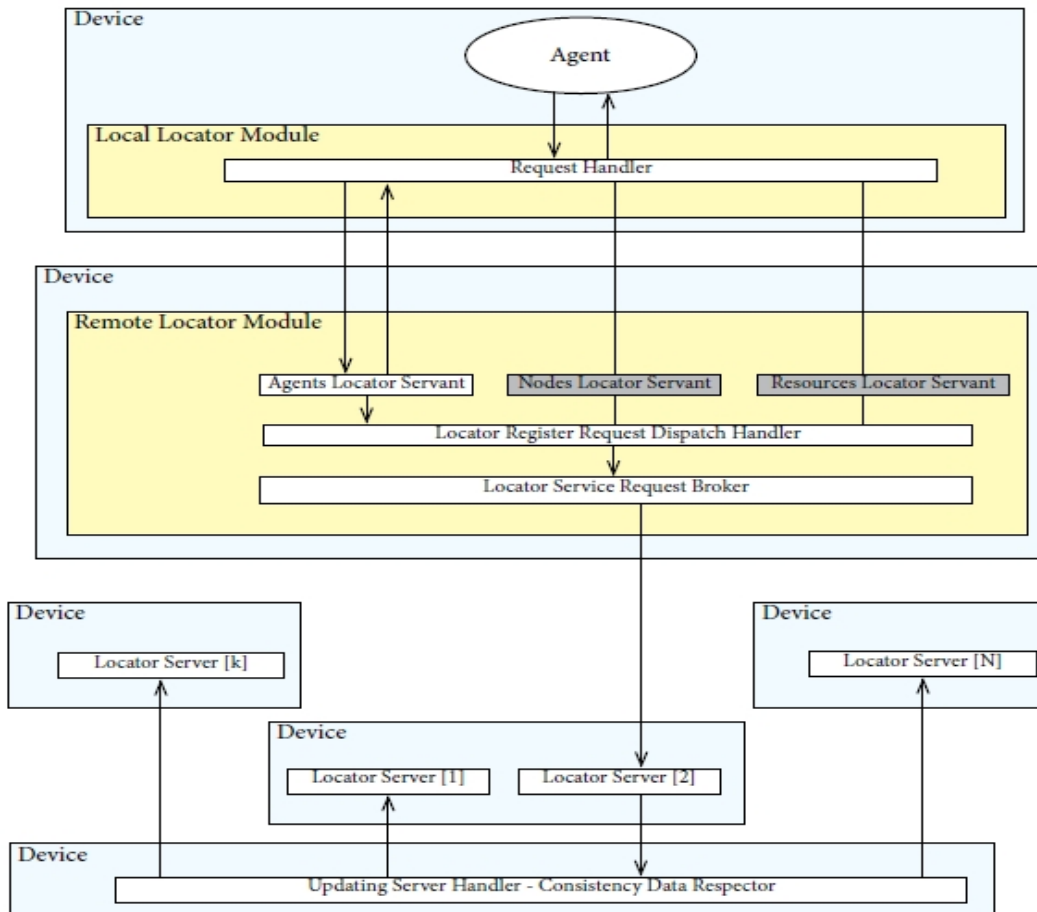 Device
Agent
Local Locator Module
Request Handler
Device
Remote Locator Module
Agents Locator Servant
Nodes Locator Servant
Resources Locator Servant
Locator Register Request Dispatch Handler
Locator Service Request Broker
Device
Locator Server [k]
Device
Locator Server [N]
Device
Locator Server [1]
Locator Server [2]
Device
Updating Server Handler - Consistency Data Respector